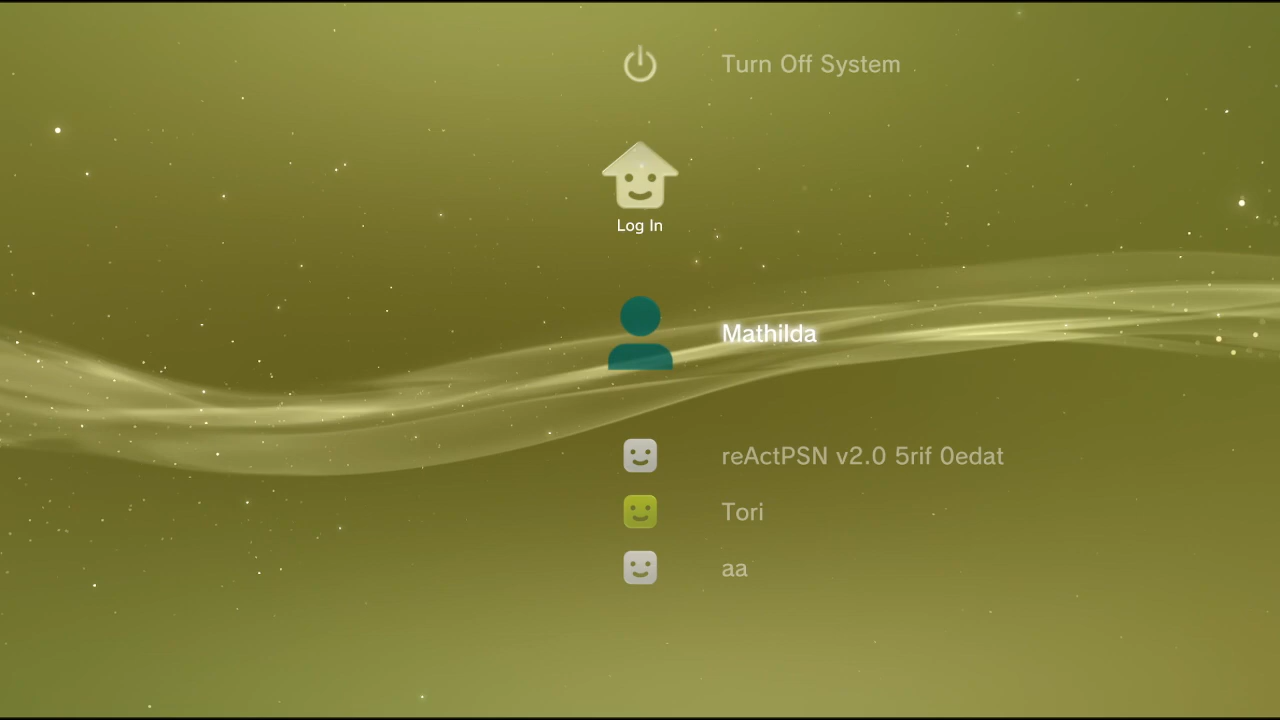 Turn Off System
Log In
Mathilda
reActPSN v2.0 5rif 0edat
Tori
aa